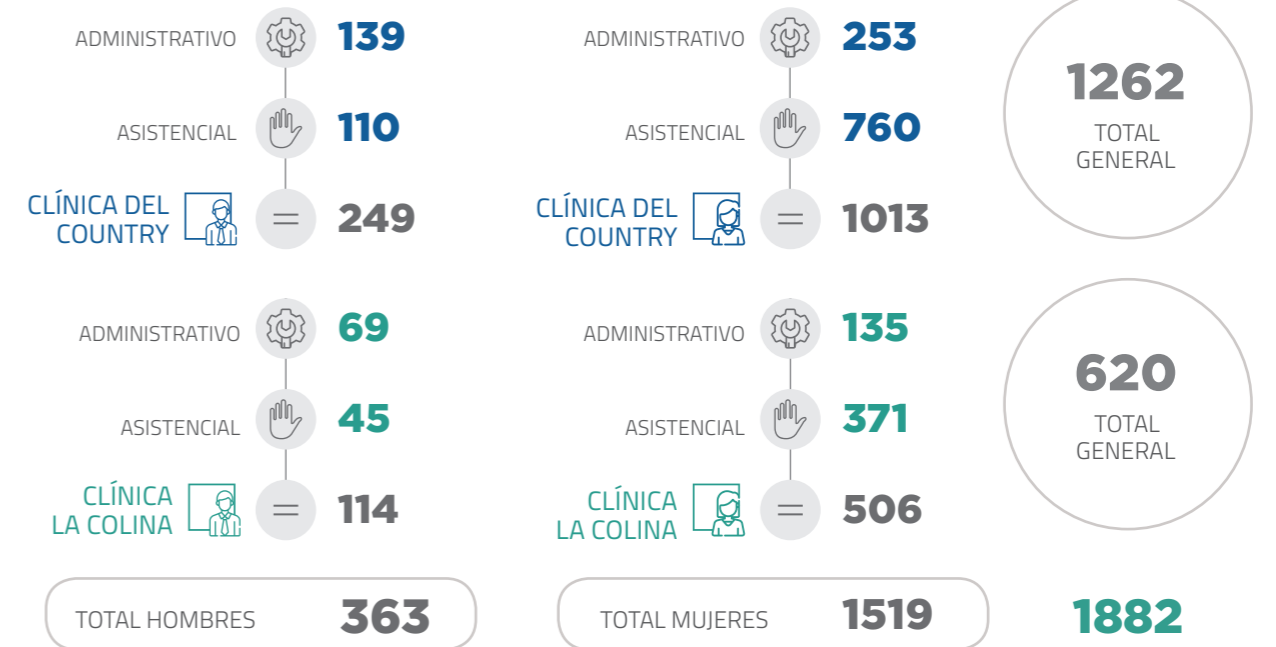 ADMINISTRATIVO 139
ASISTENCIAL 110
CLÍNICA DEL
COUNTRY = 249
ADMINISTRATIVO 253
ASISTENCIAL 760
CLÍNICA DEL
COUNTRY = 1013
1262
TOTAL
GENERAL
ADMINISTRATIVO 69
ASISTENCIAL 45
CLÍNICA
LA COLINA = 114
ADMINISTRATIVO 135
ASISTENCIAL 371
CLÍNICA
LA COLINA = 506
620
TOTAL
GENERAL
TOTAL HOMBRES 363
TOTAL MUJERES 1519
1882